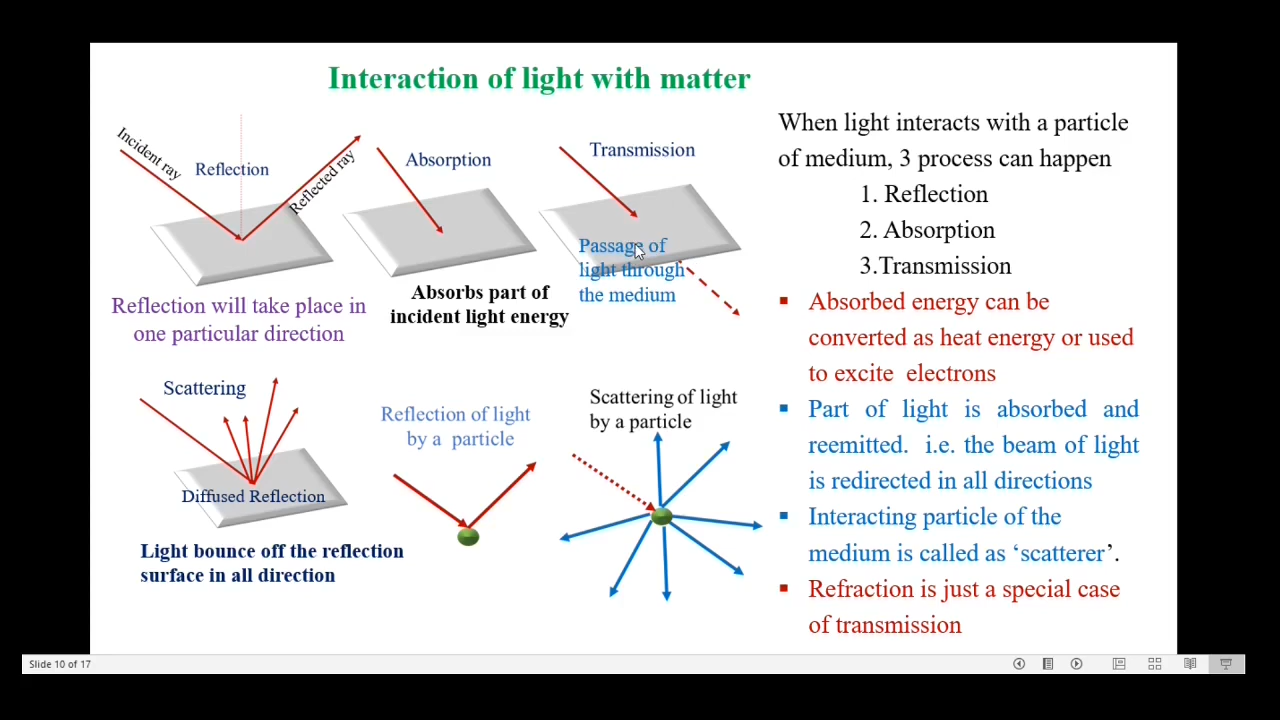 Interaction of light with matter
Incident ray
Reflection
Reflected ray
Reflection will take place in
one particular direction
Absorption
Absorbs part of
incident light energy
Transmission
Passage of
light through
the medium
Scattering
Diffused Reflection
Light bounce off the reflection
surface in all direction
Reflection of light
by a particle
Scattering of light
by a particle
When light interacts with a particle
of medium, 3 process can happen
1. Reflection
2. Absorption
3.Transmission
▪ Absorbed energy can be
converted as heat energy or used
to excite electrons
▪ Part of light is absorbed and
reemitted. i.e. the beam of light
is redirected in all directions
▪ Interacting particle of the
medium is called as ‘scatterer’.
▪ Refraction is just a special case
of transmission
Slide 10 of 17